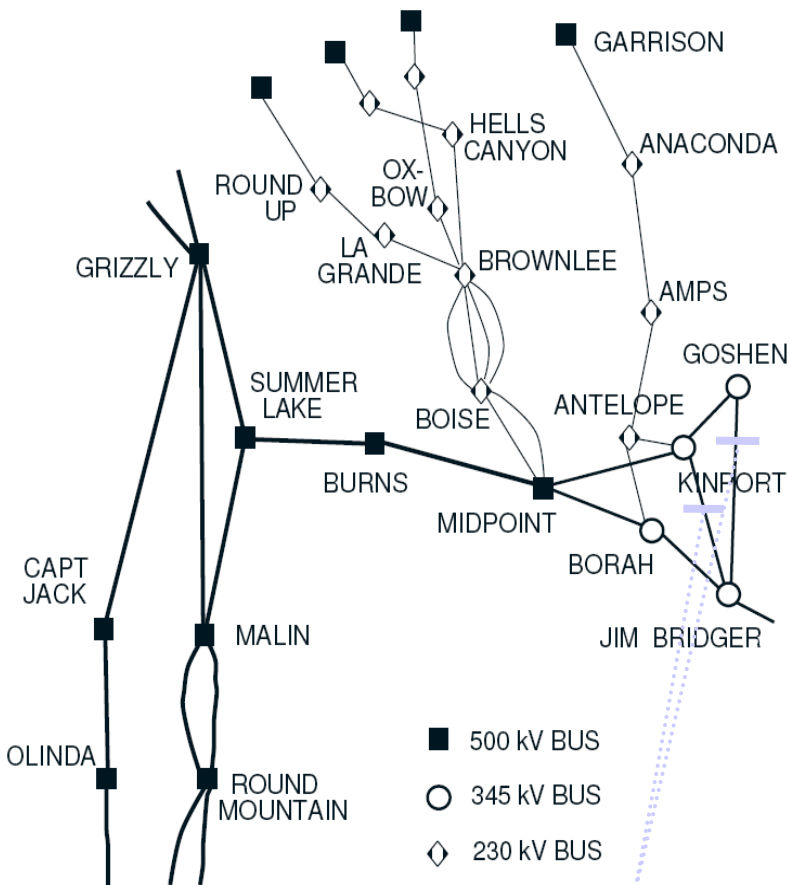 GARRISON
HELLS
CANYON
ANACONDA
OX-
BOW
ROUND
UP
LA
GRANDE
BROWNLEE
GRIZZLY
AMPS
GOSHEN
SUMMER
LAKE
BOISE
ANTELOPE
BURNS
KINPORT
MIDPOINT
BORAH
CAPT
JACK
MALIN
JIM BRIDGER
OLINDA
ROUND
MOUNTAIN
500 kV BUS
345 kV BUS
230 kV BUS